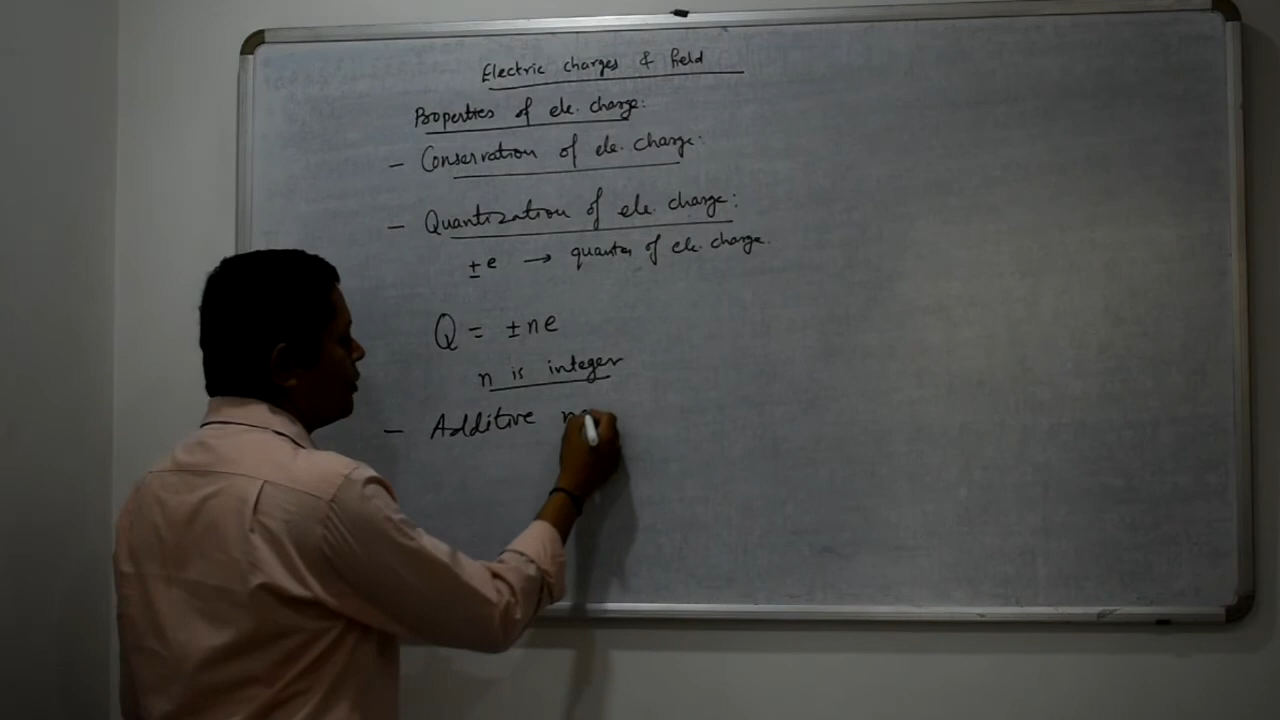 Electric charges & field
Properties of ele. charge:
- Conservation of ele. charge:
- Quantization of ele. charge:
±e → quanta of ele. charge.
Q = ±ne
n is integer
- Additive